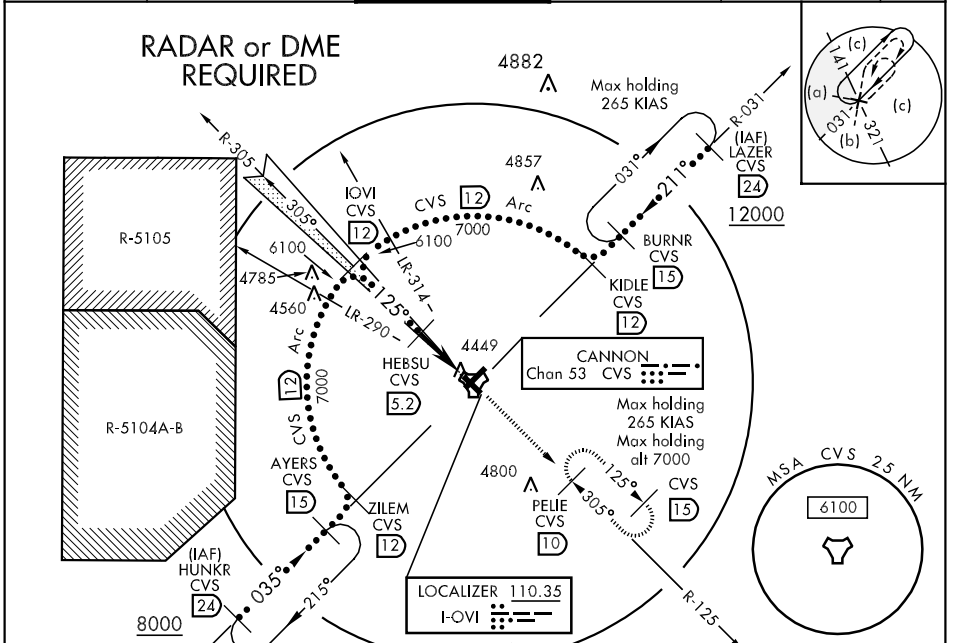 RADAR or DME
REQUIRED
4882
Max holding
265 KIAS
R-031
(IAF)
LAZER
CVS
24
12000
031°
211°
141
(a)
(c)
(c)
031
(b)
321
R-305
305°
IOVI
CVS
12
4857
CVS 12 Arc
7000
6100
6100
LR-314
BURNR
CVS
15
KIDLE
CVS
12
R-5105
4785
4560
LR-290
125°
Arc
12
7000
CVS
HEBSU
CVS
5.2
4449
CANNON
Chan 53 CVS
Max holding
265 KIAS
Max holding
alt 7000
R-5104A-B
AYERS
CVS
15
ZILEM
CVS
12
4800
PELIE
CVS
10
125°
305°
CVS
15
MSA CVS 25 NM
6100
(IAF)
HUNKR
CVS
24
8000
035°
215°
LOCALIZER 110.35
I-OVI
R-125